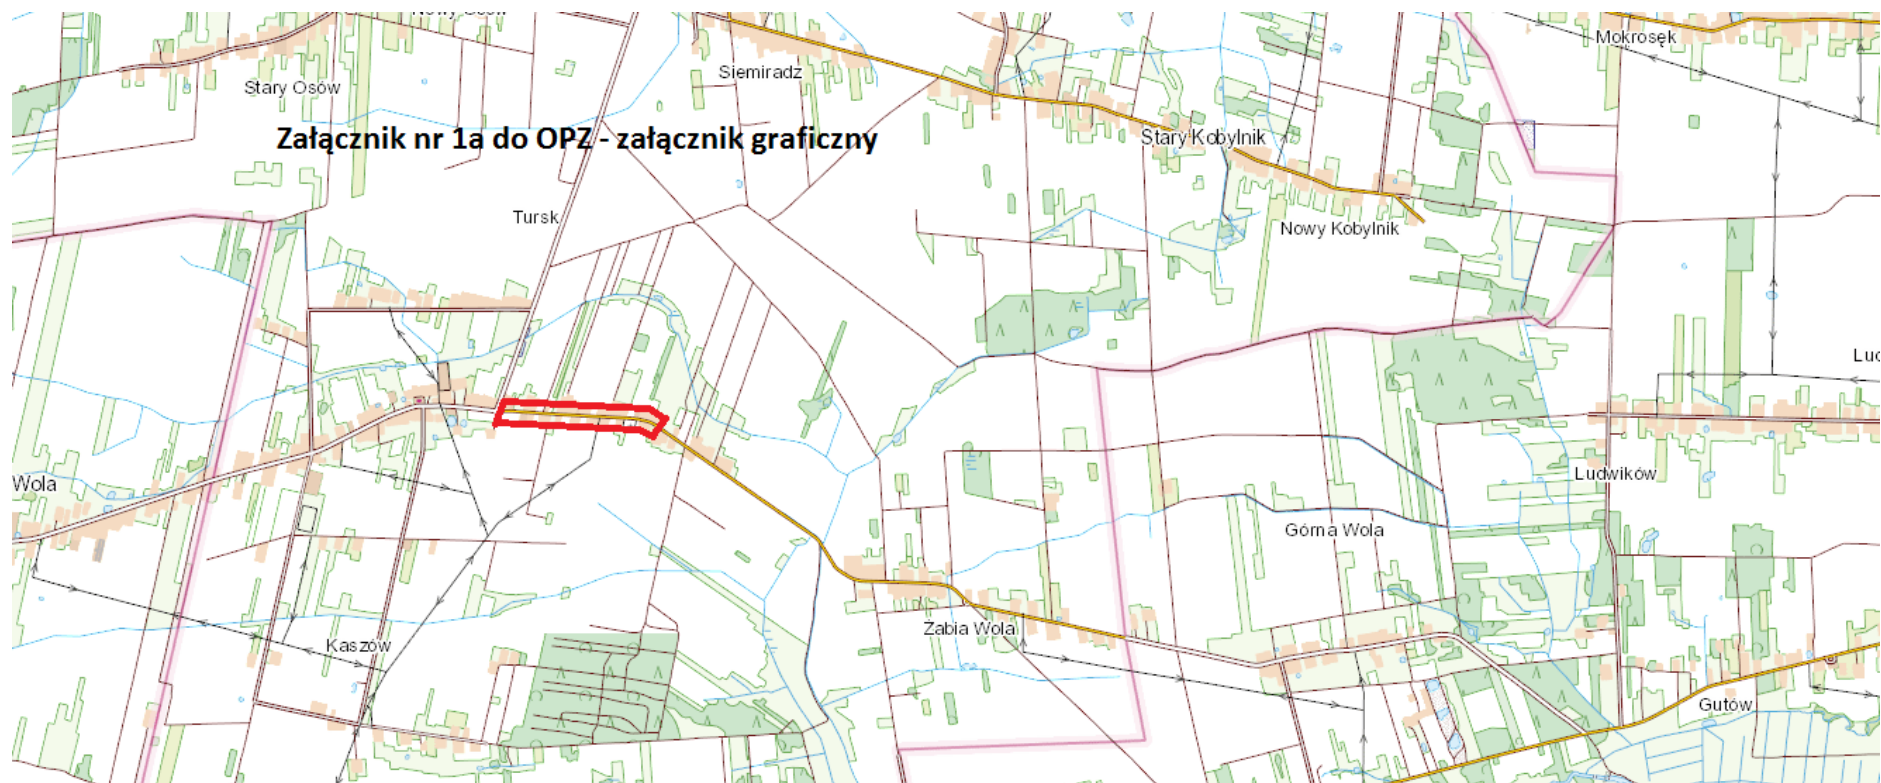 Mokrosęk
Siemiradz
Stary Osów
Załącznik nr 1a do OPZ - załącznik graficzny
Stary Kobylnik
Tursk
Nowy Kobylnik
Luc
Ludwików
Wola
Górna Wola
Żabia Wola
Kaszów
Gutów